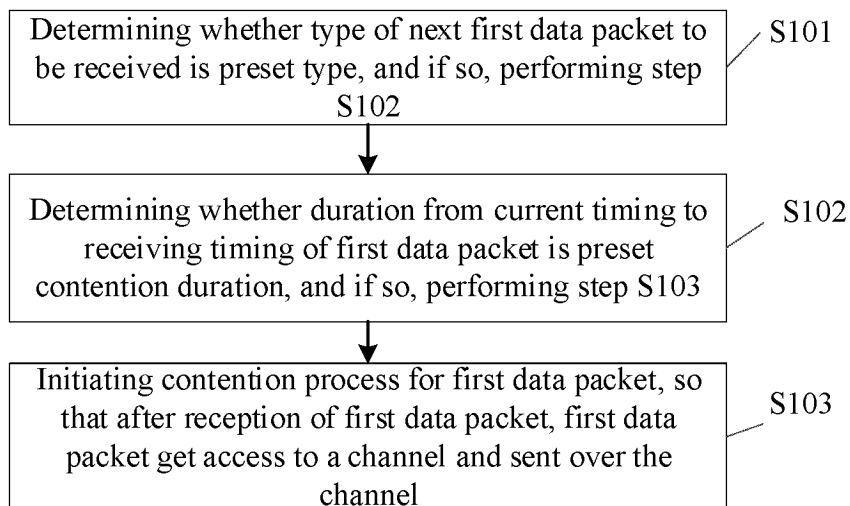 Determining whether type of next first data packet to
be received is preset type, and if so, performing step
S102
S101
Determining whether duration from current timing to
receiving timing of first data packet is preset
contention duration, and if so, performing step S103
S102
Initiating contention process for first data packet, so
that after reception of first data packet, first data
packet get access to a channel and sent over the
channel
S103